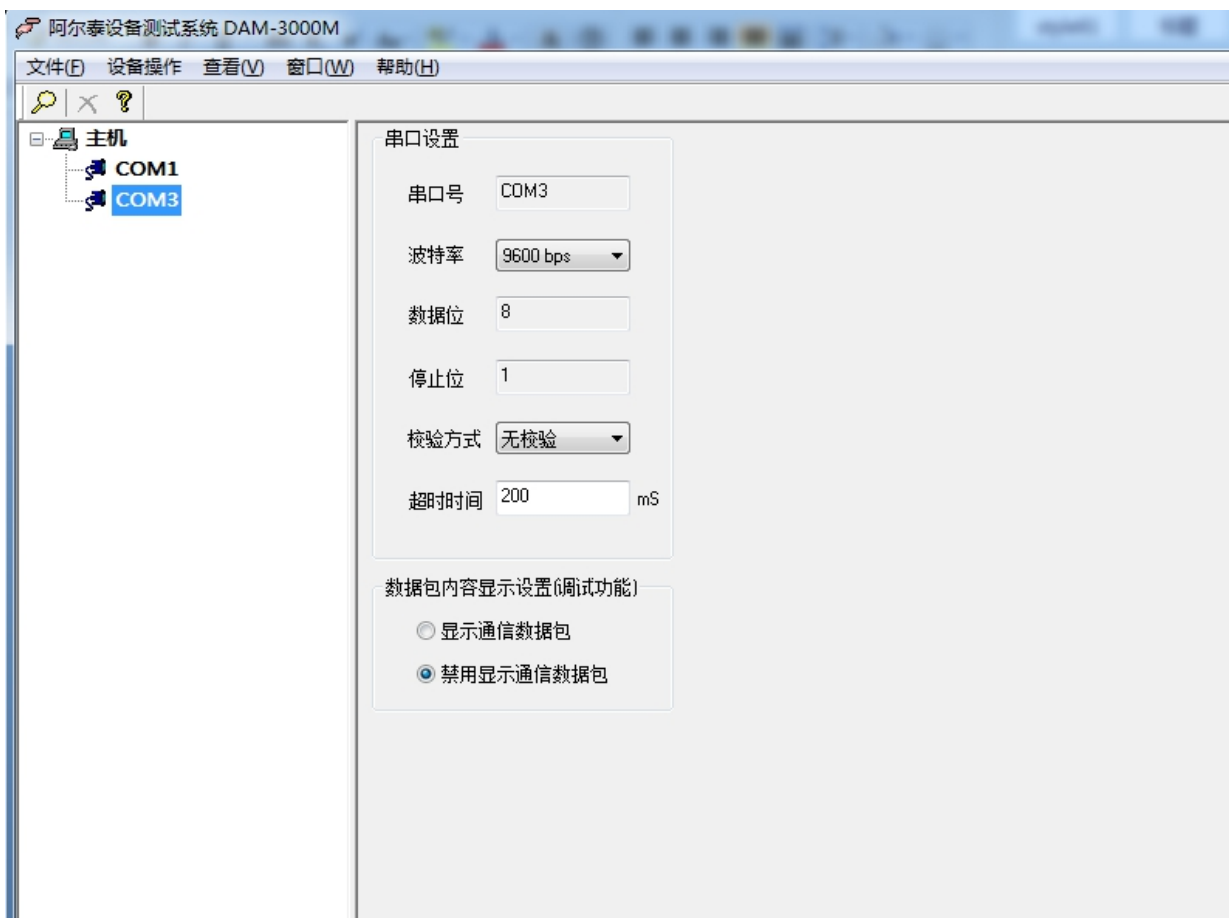 阿尔泰设备测试系统 DAM-3000M
文件(F) 设备操作 查看(V) 窗口(W) 帮助(H)
主机
COM1
COM3
串口设置
串口号 COM3
波特率 9600 bps
数据位 8
停止位 1
校验方式 无校验
超时时间 200 mS
数据包内容显示设置(调试功能)
显示通信数据包
禁用显示通信数据包